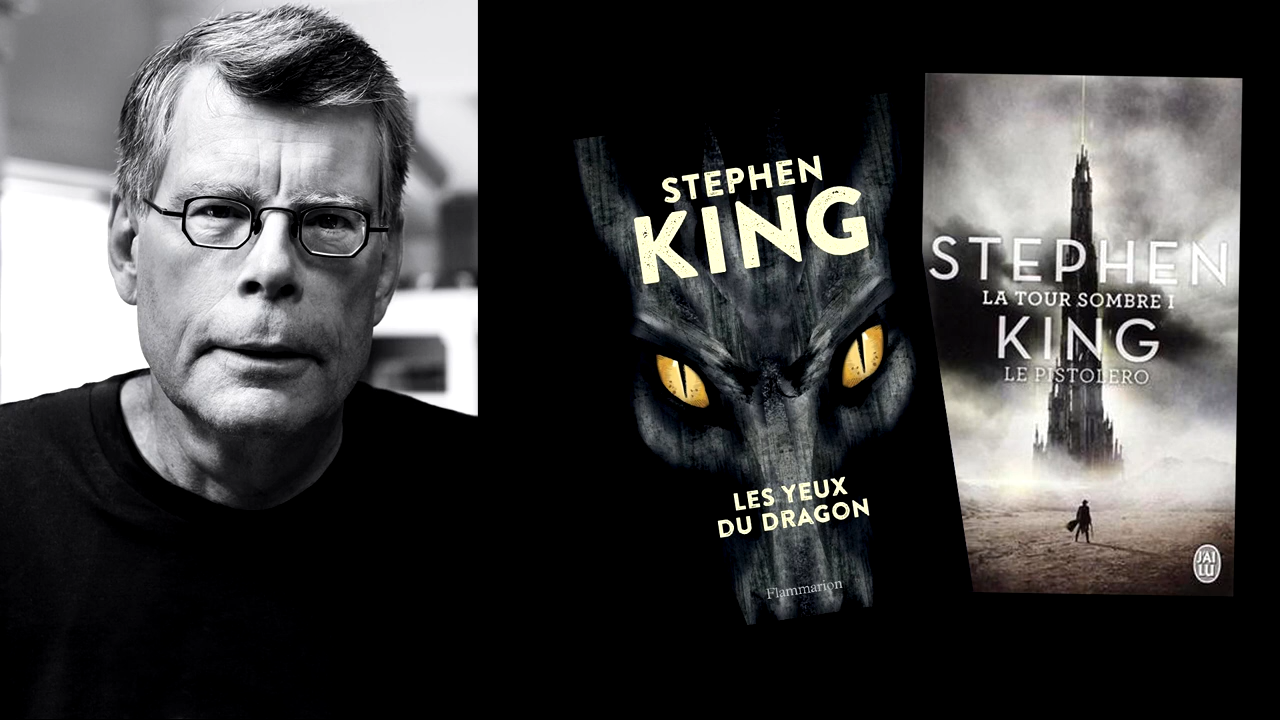 STEPHEN
KING
LES YEUX
DU DRAGON
Flammarion
STEPHEN
LA TOUR SOMBRE I
KING
LE PISTOLERO
J'AI
LU